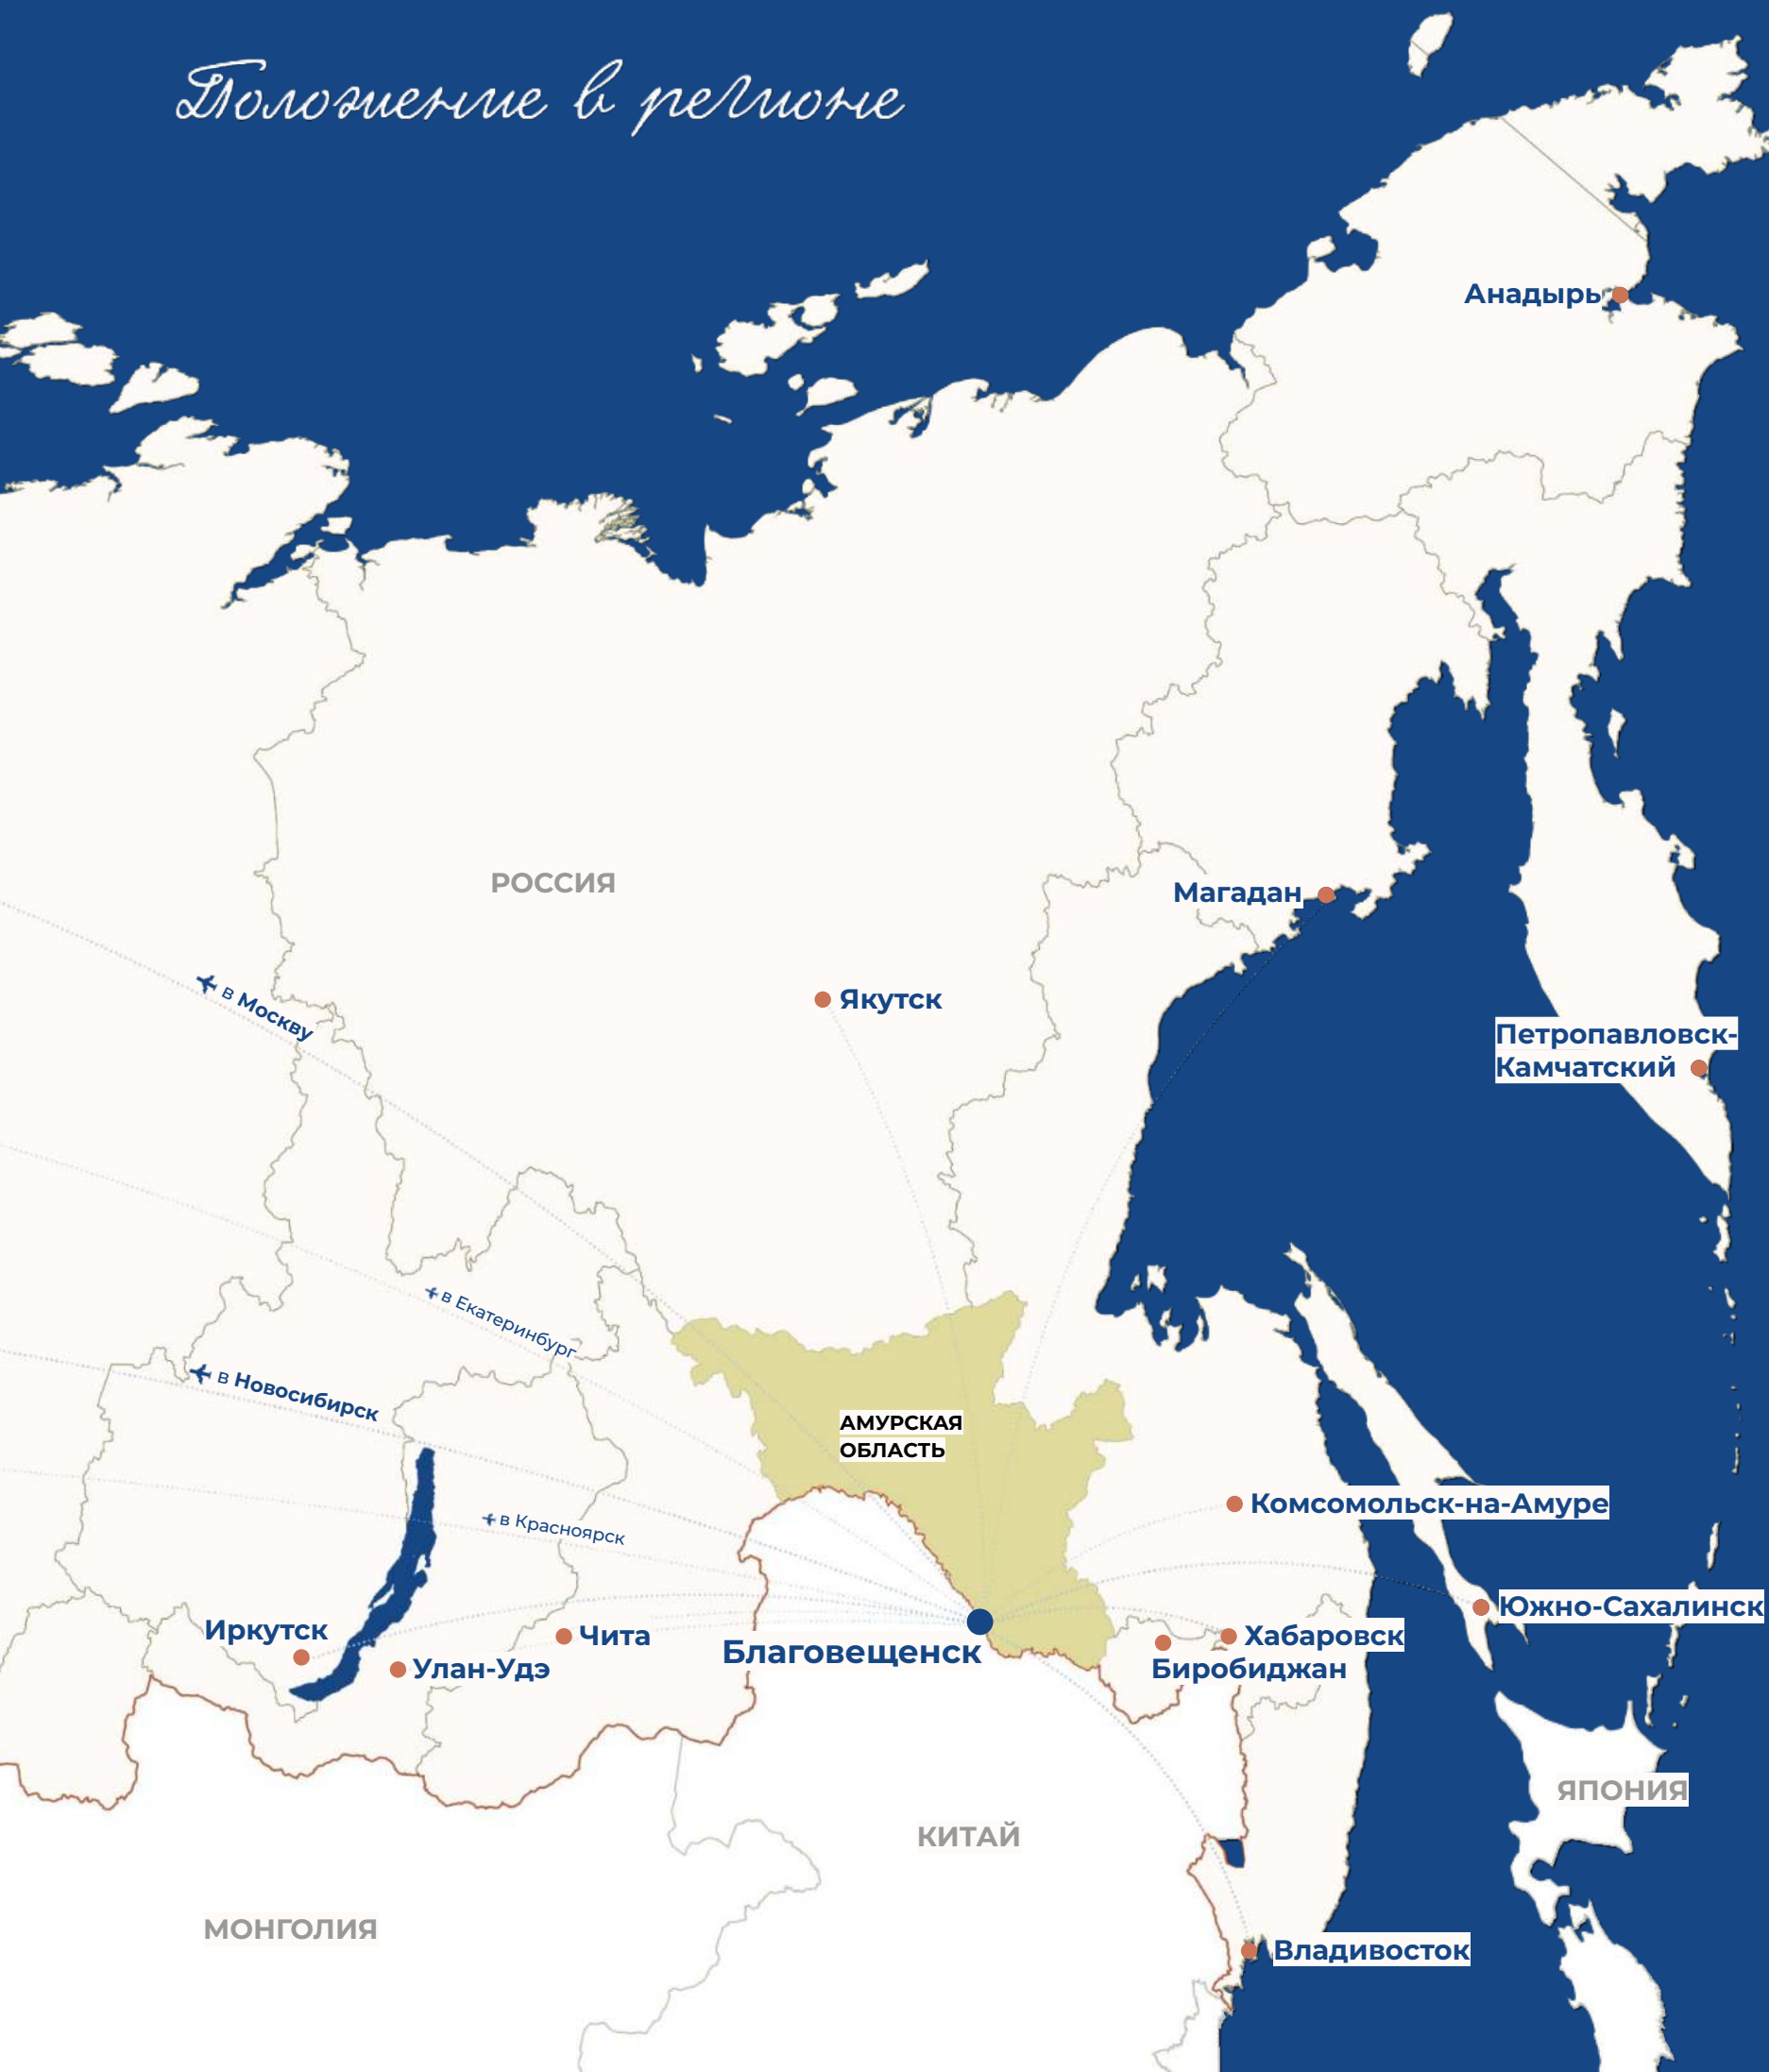 Положение в регионе
Анадырь
РОССИЯ
Магадан
в Москву
Якутск
Петропавловск-
Камчатский
в Екатеринбург
в Новосибирск
АМУРСКАЯ
ОБЛАСТЬ
Комсомольск-на-Амуре
в Красноярск
Южно-Сахалинск
Иркутск
Чита
Хабаровск
Благовещенск
Улан-Удэ
Биробиджан
ЯПОНИЯ
КИТАЙ
МОНГОЛИЯ
Владивосток